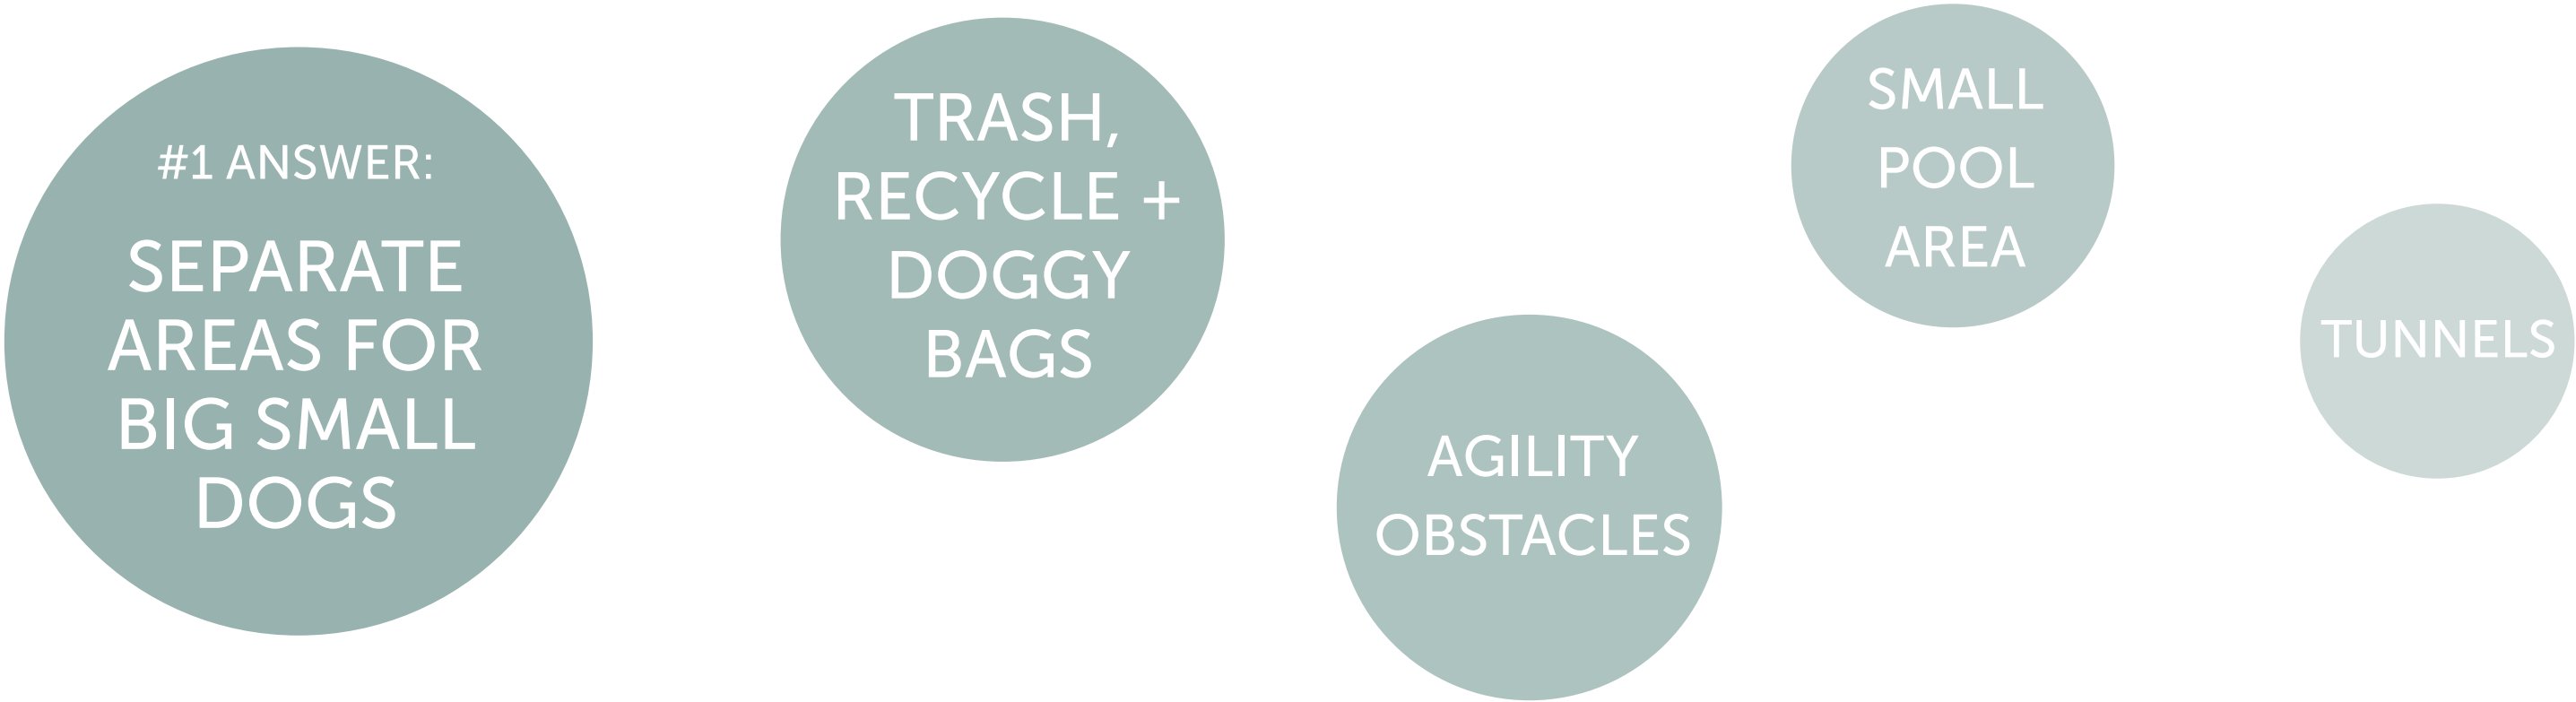 #1 ANSWER:
SEPARATE
AREAS FOR
BIG SMALL
DOGS
TRASH,
RECYCLE +
DOGGY
BAGS
AGILITY
OBSTACLES
SMALL
POOL
AREA
TUNNELS